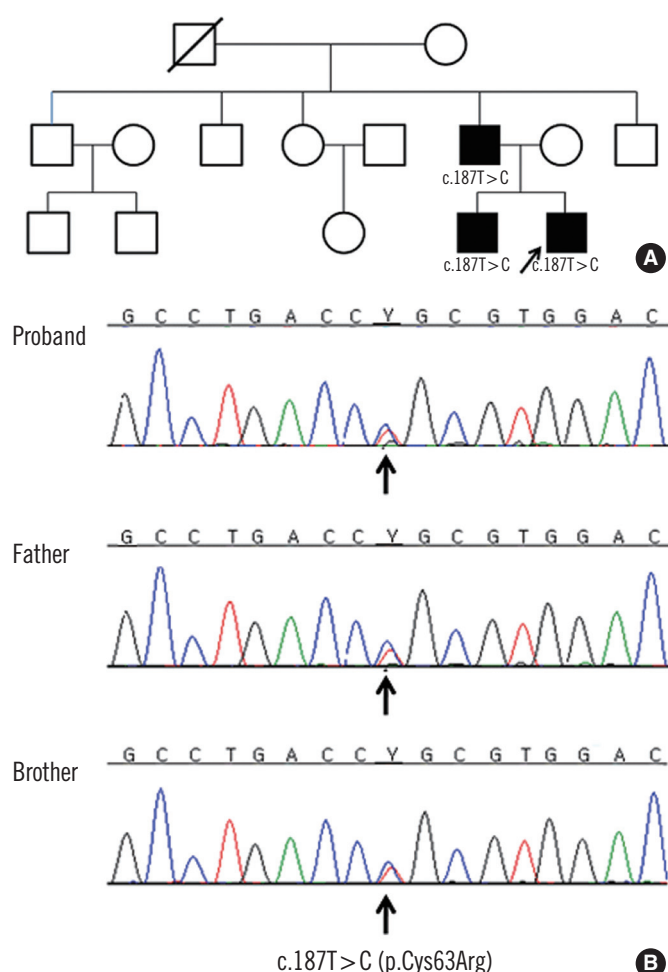 c.187T>C
c.187T>C c.187T>C
A
G C C T G A C C Y G C G T G G A C
Proband
G C C T G A C C Y G C G T G G A C
Father
G C C T G A C C Y G C G T G G A C
Brother
c.187T>C (p.Cys63Arg)
B